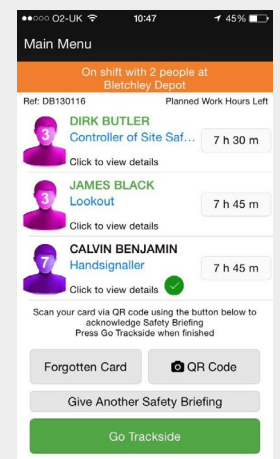 O2-UK 10:47 45%
Main Menu
On shift with 2 people at
Bletchley Depot
Ref: DB130116 Planned Work Hours Left
3 DIRK BUTLER
Controller of Site Saf... 7 h 30 m
Click to view details
3 JAMES BLACK
Lookout 7 h 45 m
Click to view details
7 CALVIN BENJAMIN
Handsignaller 7 h 45 m
Click to view details
Scan your card via QR code using the button below to
acknowledge Safety Briefing
Press Go Trackside when finished
Forgotten Card QR Code
Give Another Safety Briefing
Go Trackside